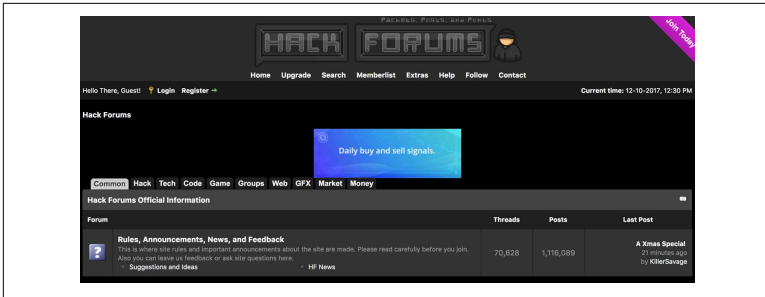 Packets, Posts, and Pones
HACK FORUMS
Join Today
Home Upgrade Search Memberlist Extras Help Follow Contact
Hello There, Guest! Login Register
Current time: 12-10-2017, 12:30 PM
Hack Forums
Daily buy and sell signals.
Common Hack Tech Code Game Groups Web GFX Market Money
Hack Forums Official Information
Forum Threads Posts Last Post
Rules, Announcements, News, and Feedback
This is where site rules and important announcements about the site are made. Please read carefully before you join.
Also you can leave us feedback or ask site questions here.
Suggestions and Ideas HF News
70,628 1,116,089
A Xmas Special
21 minutes ago
by KillerSavage